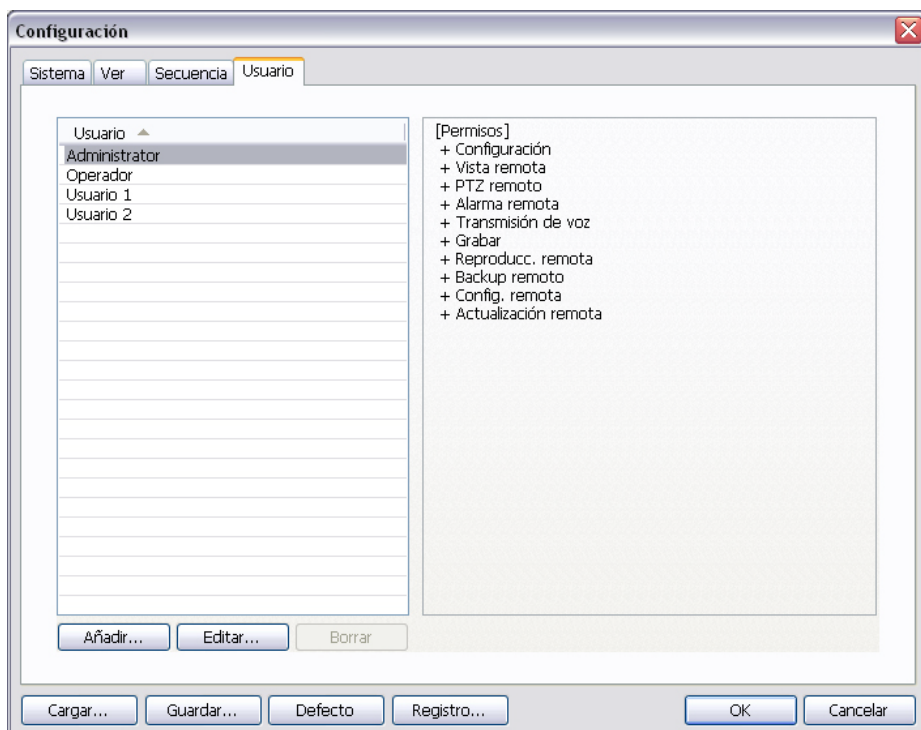 Configuración
Sistema Ver Secuencia Usuario
Usuario
Administrator
Operador
Usuario 1
Usuario 2
[Permisos]
+ Configuración
+ Vista remota
+ PTZ remoto
+ Alarma remota
+ Transmisión de voz
+ Grabar
+ Reproducc. remota
+ Backup remoto
+ Config. remota
+ Actualización remota
Añadir... Editar... Borrar
Cargar... Guardar... Defecto Registro... OK Cancelar